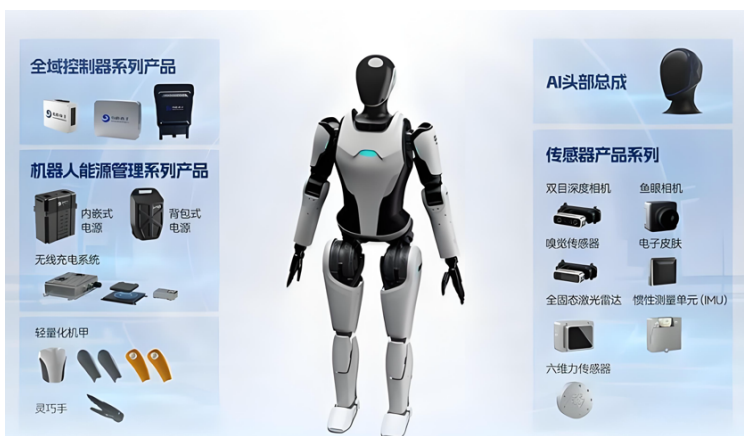 全域控制器系列产品
机器人能源管理系列产品
内嵌式
电源
背包式
电源
无线充电系统
轻量化机甲
灵巧手
AI头部总成
传感器产品系列
双目深度相机
鱼眼相机
嗅觉传感器
电子皮肤
全固态激光雷达
惯性测量单元(IMU)
六维力传感器